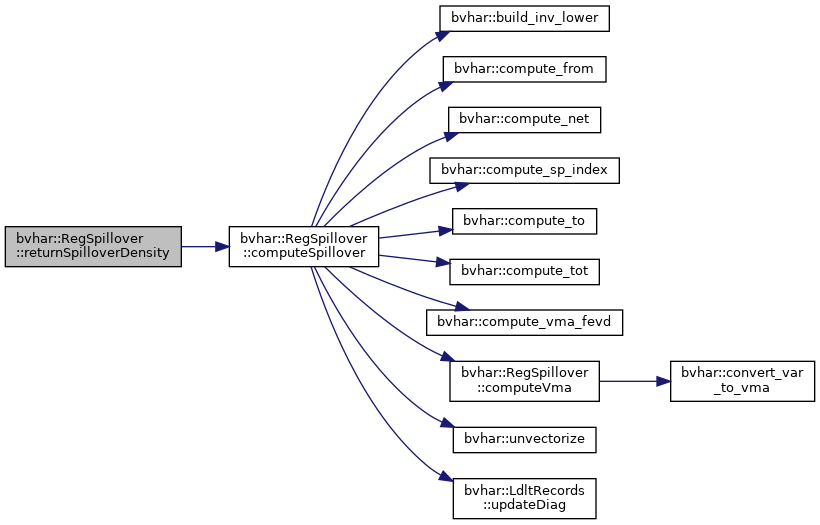 bvhar::RegSpillover
::returnSpilloverDensity
bvhar::RegSpillover
::computeSpillover
bvhar::build_inv_lower
bvhar::compute_from
bvhar::compute_net
bvhar::compute_sp_index
bvhar::compute_to
bvhar::compute_tot
bvhar::compute_vma_fevd
bvhar::RegSpillover
::computeVma
bvhar::convert_var
_to_vma
bvhar::unvectorize
bvhar::LdltRecords
::updateDiag